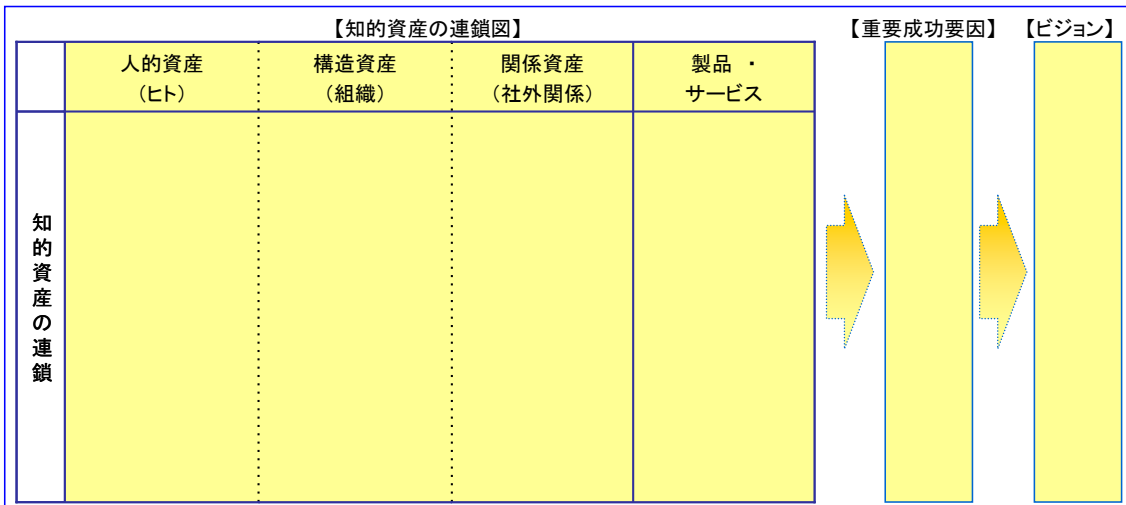 【知的資産の連鎖図】
【重要成功要因】
【ビジョン】
人的資産
（ヒト）
構造資産
（組織）
関係資産
（社外関係）
製品 ・
サービス
知的資産の連鎖